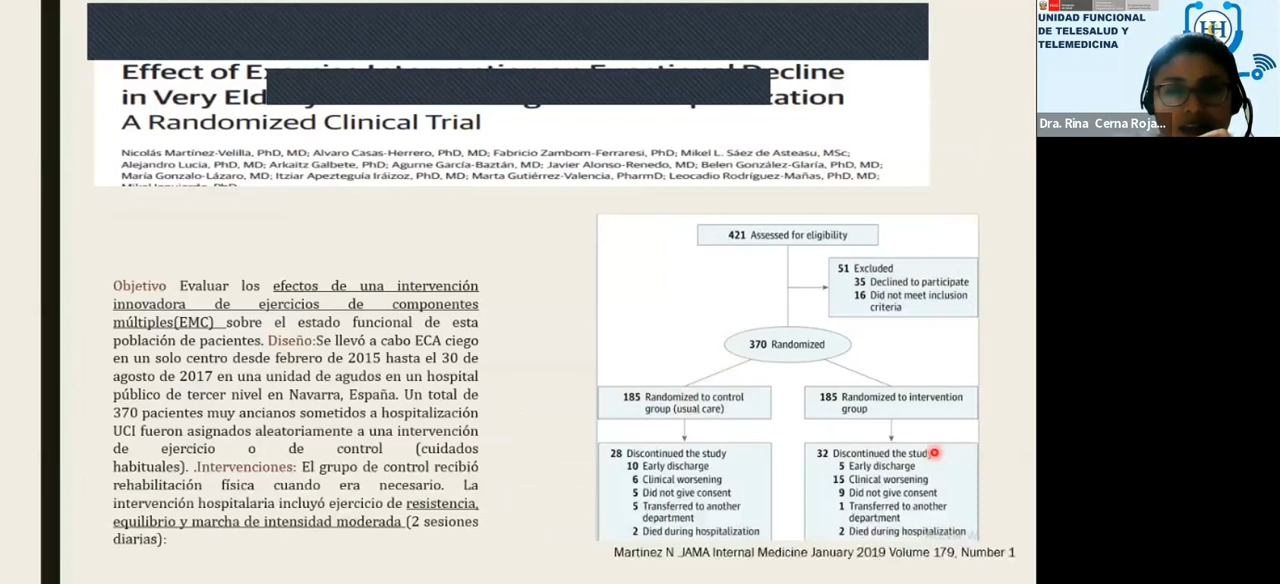 Effect of
Decline
in Very
A Randomized Clinical Trial
Nicolás Martínez-Velilla, PhD, MD; Alvaro Casas-Herrero, PhD, MD; Fabricio Zambom-Ferraresi, PhD; Mikel L. Sáez de Asteasu, MSc;
Alejandro Lucia, PhD, MD; Arkaitz Galbete, PhD; Agurne García-Baztán, MD; Javier Alonso-Renedo, MD; Belen González-Glaría, PhD, MD;
María Gonzalo-Lázaro, MD; Itziar Apezteguía Iráizoz, PhD, MD; Marta Gutiérrez-Valencia, PharmD; Leocadio Rodríguez-Mañas, PhD, MD;
Objetivo Evaluar los efectos de una intervención
innovadora de ejercicios de componentes
múltiples(EMC) sobre el estado funcional de esta
población de pacientes. Diseño:Se llevó a cabo ECA ciego
en un solo centro desde febrero de 2015 hasta el 30 de
agosto de 2017 en una unidad de agudos en un hospital
público de tercer nivel en Navarra, España. Un total de
370 pacientes muy ancianos sometidos a hospitalización
UCI fueron asignados aleatoriamente a una intervención
de ejercicio o de control (cuidados
habituales). .Intervenciones: El grupo de control recibió
rehabilitación física cuando era necesario. La
intervención hospitalaria incluyó ejercicio de resistencia,
equilibrio y marcha de intensidad moderada (2 sesiones
diarias):
421 Assessed for eligibility
51 Excluded
35 Declined to participate
16 Did not meet inclusion
criteria
370 Randomized
185 Randomized to control
group (usual care)
185 Randomized to intervention
group
28 Discontinued the study
10 Early discharge
6 Clinical worsening
5 Did not give consent
5 Transferred to another
department
2 Died during hospitalization
32 Discontinued the study
5 Early discharge
15 Clinical worsening
9 Did not give consent
1 Transferred to another
department
2 Died during hospitalization
Martinez N .JAMA Internal Medicine January 2019 Volume 179, Number 1
UNIDAD FUNCIONAL
DE TELESALUD Y
TELEMEDICINA
Dra. Rina Cerna Roja...